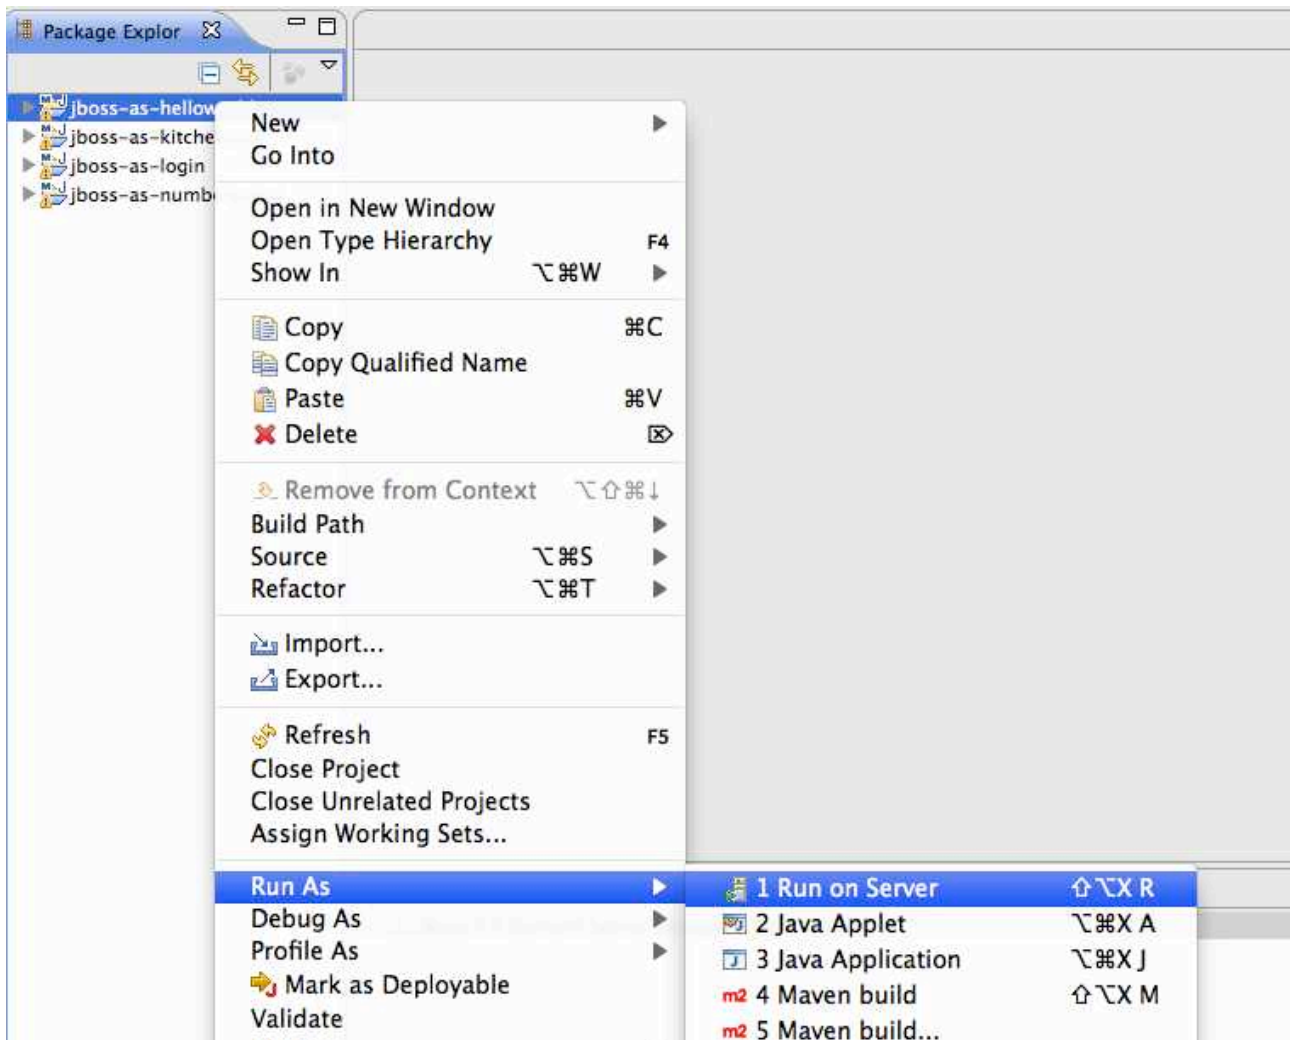 Package Explor
jboss-as-hellow
jboss-as-kitche
jboss-as-login
jboss-as-numb
New
Go Into
Open in New Window
Open Type Hierarchy F4
Show In ⌥⌘W
Copy ⌘C
Copy Qualified Name
Paste ⌘V
Delete ⌦
Remove from Context ⌥⇧⌘↓
Build Path
Source ⌥⌘S
Refactor ⌥⌘T
Import...
Export...
Refresh F5
Close Project
Close Unrelated Projects
Assign Working Sets...
Run As
Debug As
Profile As
Mark as Deployable
Validate
1 Run on Server ⇧⌥X R
2 Java Applet ⌥⌘X A
3 Java Application ⌥⌘X J
m2 4 Maven build ⇧⌥X M
m2 5 Maven build...